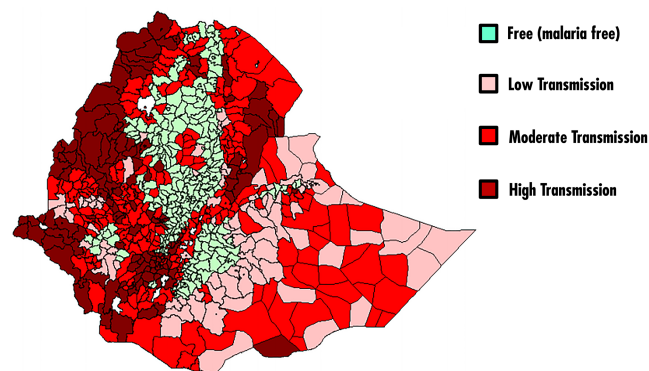 Free (malaria free)
Low Transmission
Moderate Transmission
High Transmission